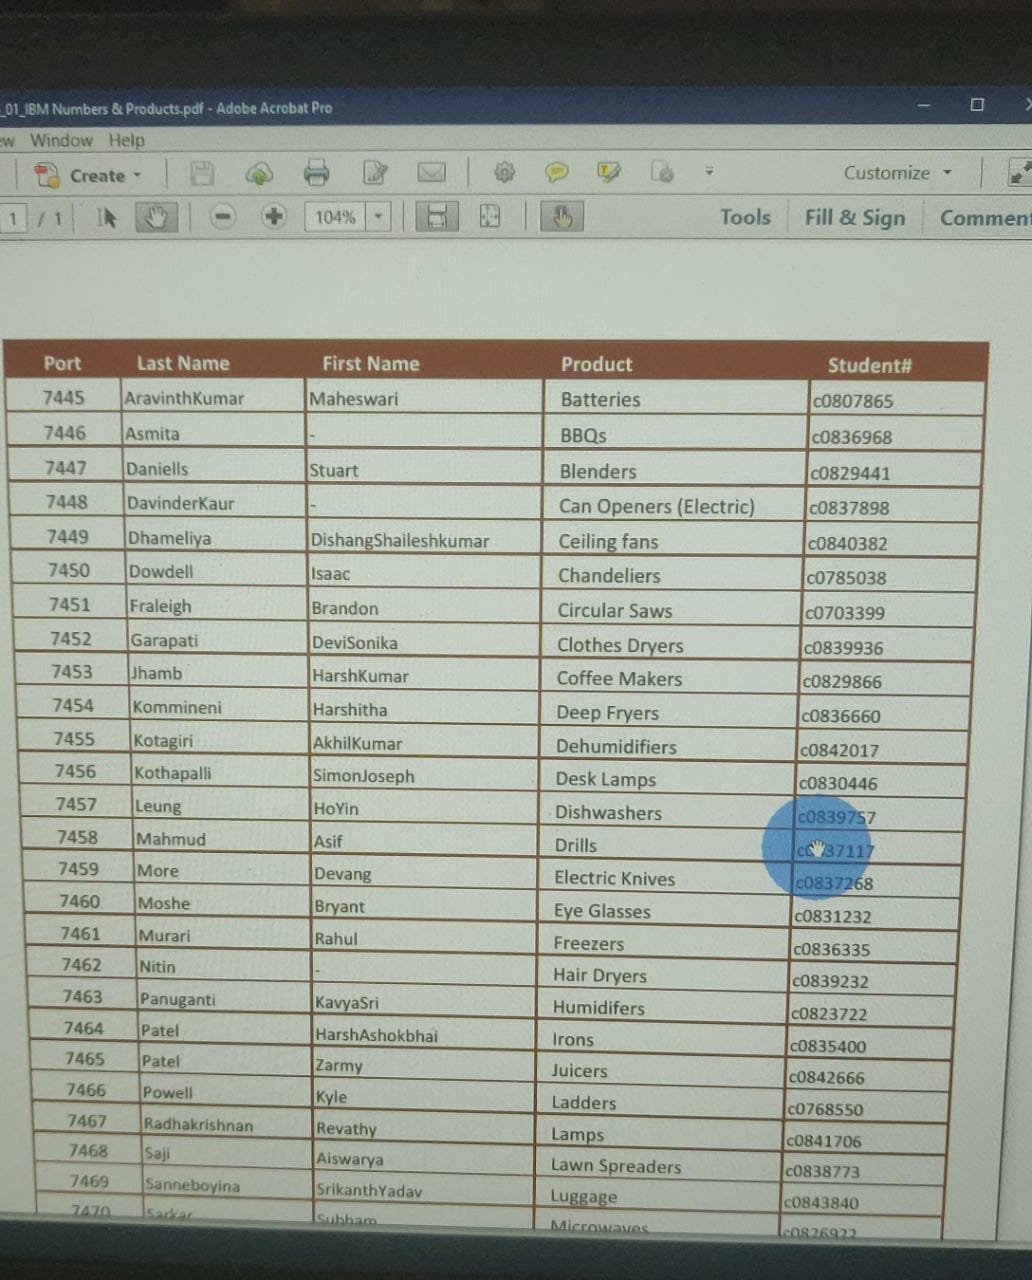 _01_IBM Numbers & Products.pdf - Adobe Acrobat Pro
ew Window Help
Create Customize
1 / 1 104% Tools Fill & Sign Comment
Port Last Name First Name Product Student#
7445 AravinthKumar Maheswari Batteries c0807865
7446 Asmita - BBQs c0836968
7447 Daniells Stuart Blenders c0829441
7448 DavinderKaur - Can Openers (Electric) c0837898
7449 Dhameliya DishangShaileshkumar Ceiling fans c0840382
7450 Dowdell Isaac Chandeliers c0785038
7451 Fraleigh Brandon Circular Saws c0703399
7452 Garapati DeviSonika Clothes Dryers c0839936
7453 Jhamb HarshKumar Coffee Makers c0829866
7454 Kommineni Harshitha Deep Fryers c0836660
7455 Kotagiri AkhilKumar Dehumidifiers c0842017
7456 Kothapalli SimonJoseph Desk Lamps c0830446
7457 Leung HoYin Dishwashers c0839757
7458 Mahmud Asif Drills
7459 More Devang Electric Knives c0837268
7460 Moshe Bryant Eye Glasses c0831232
7461 Murari Rahul Freezers c0836335
7462 Nitin - Hair Dryers c0839232
7463 Panuganti KavyaSri Humidifers c0823722
7464 Patel HarshAshokbhai Irons c0835400
7465 Patel Zarmy Juicers c0842666
7466 Powell Kyle Ladders c0768550
7467 Radhakrishnan Revathy Lamps c0841706
7468 Saji Aiswarya Lawn Spreaders c0838773
7469 Sanneboyina SrikanthYadav Luggage c0843840
7470 Sarkar Subham Microwaves c0826922